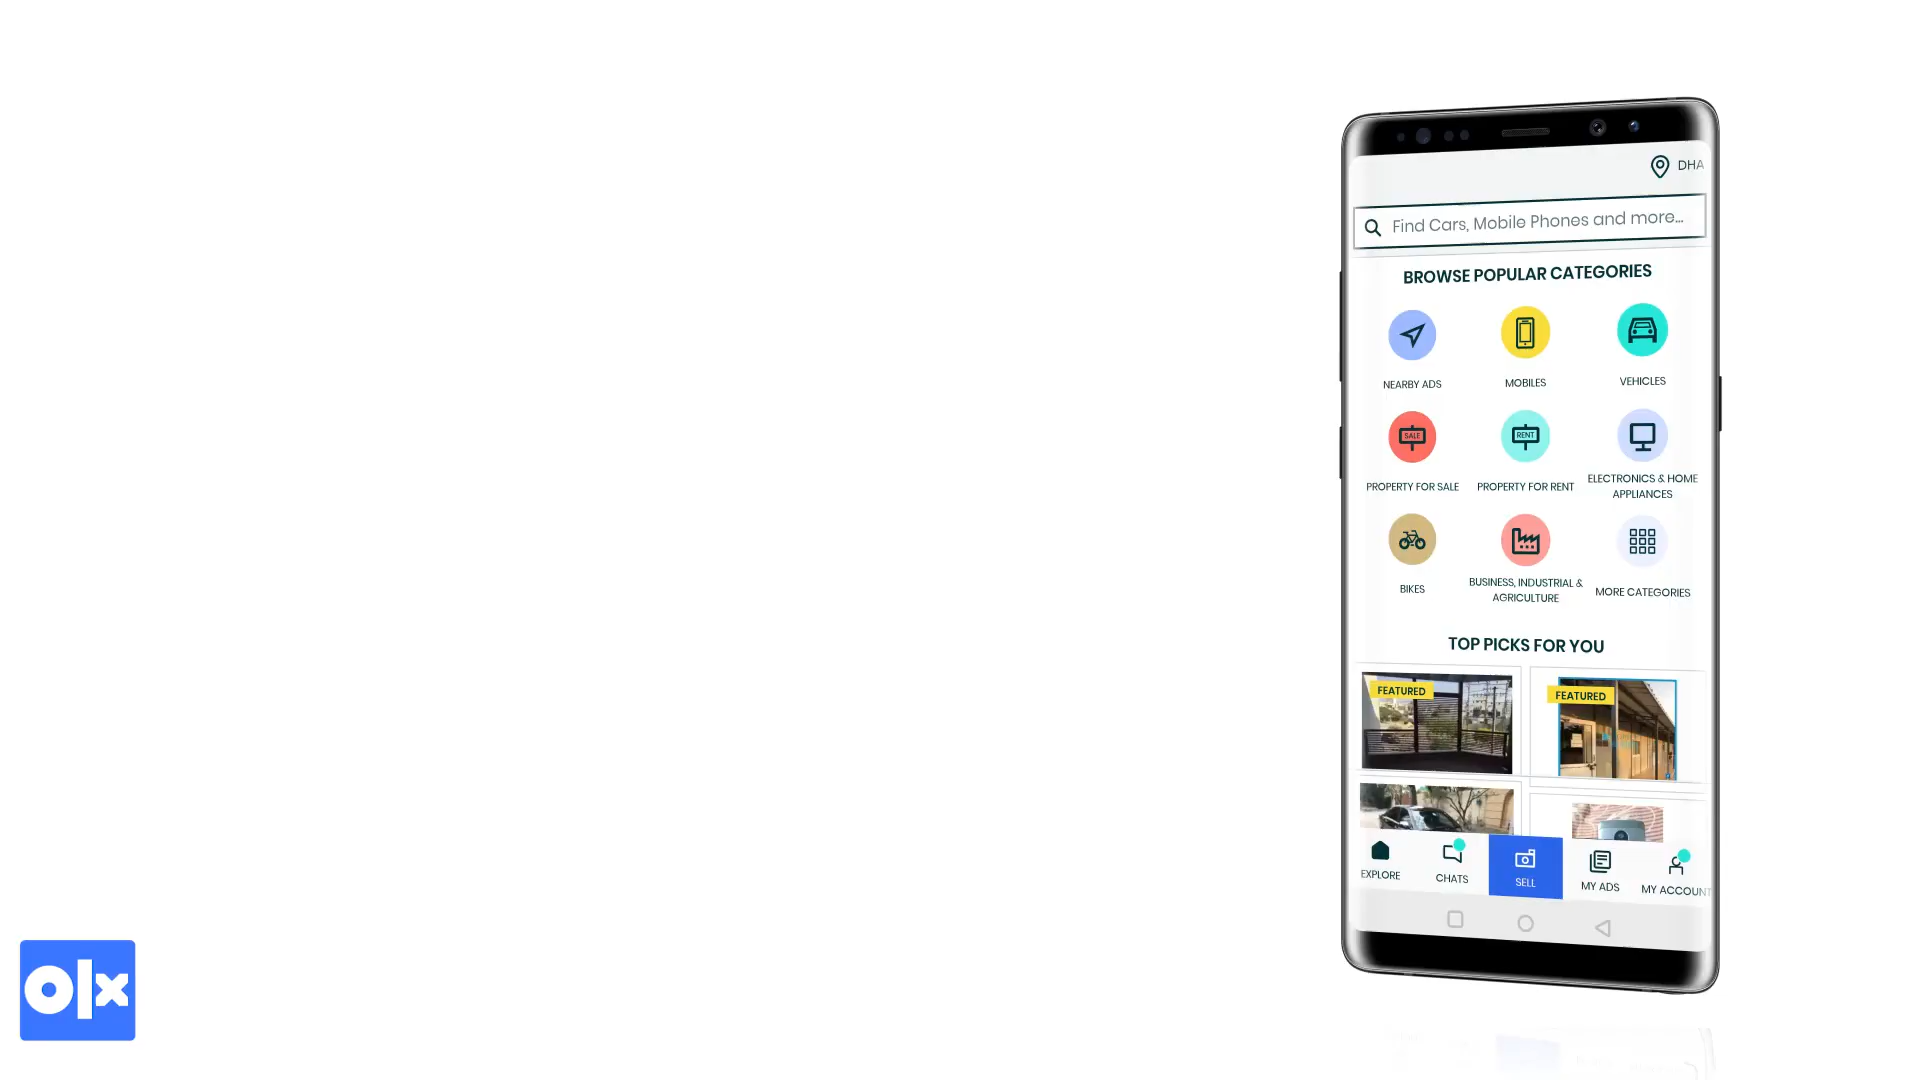 DHA
Find Cars, Mobile Phones and more...
BROWSE POPULAR CATEGORIES
NEARBY ADS
MOBILES
VEHICLES
SALE
RENT
PROPERTY FOR SALE
PROPERTY FOR RENT
ELECTRONICS & HOME
APPLIANCES
BIKES
BUSINESS, INDUSTRIAL &
AGRICULTURE
MORE CATEGORIES
TOP PICKS FOR YOU
FEATURED
FEATURED
EXPLORE
CHATS
SELL
MY ADS
MY ACCOUNT
olx